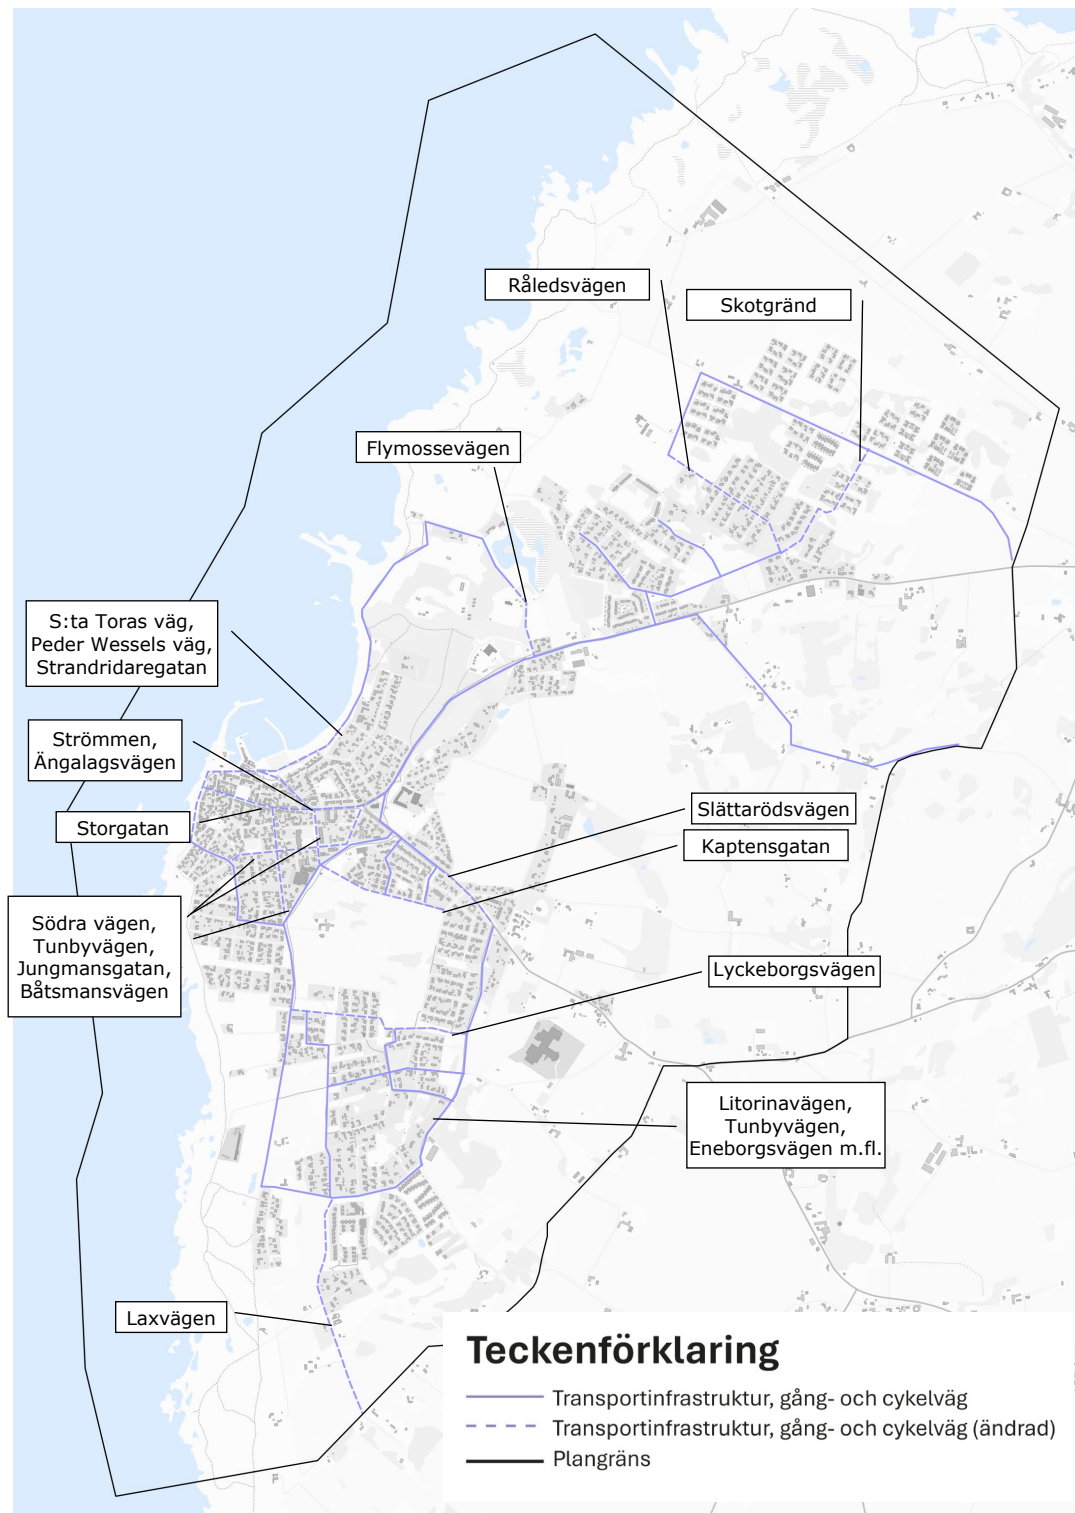 Råledsvägen
Skotgränd
Flymossevägen
S:ta Toras väg,
Peder Wessels väg,
Strandridaregatan
Strömmen,
Ängalagsvägen
Storgatan
Slättarödsvägen
Kaptensgatan
Södra vägen,
Tunbyvägen,
Jungmansgatan,
Båtsmansvägen
Lyckeborgsvägen
Litorinavägen,
Tunbyvägen,
Eneborgsvägen m.fl.
Laxvägen
Teckenförklaring
Transportinfrastruktur, gång- och cykelväg
Transportinfrastruktur, gång- och cykelväg (ändrad)
Plangräns